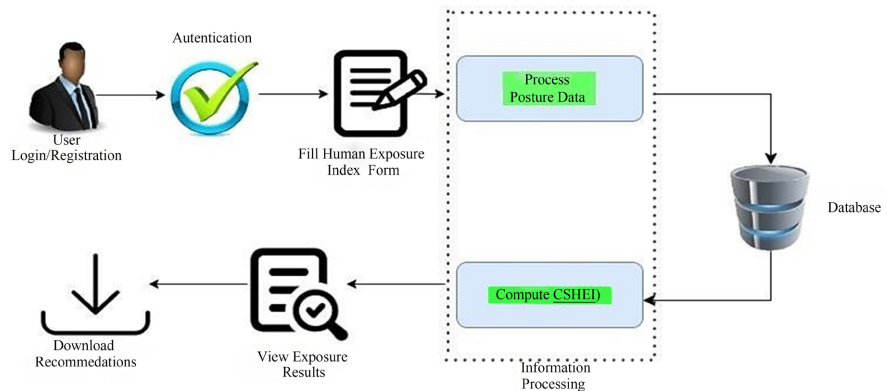 Autentication
User
Login/Registration
Fill Human Exposure
Index Form
Process
Posture Data
Database
Compute CSHEI)
Information
Processing
View Exposure
Results
Download
Recommedations